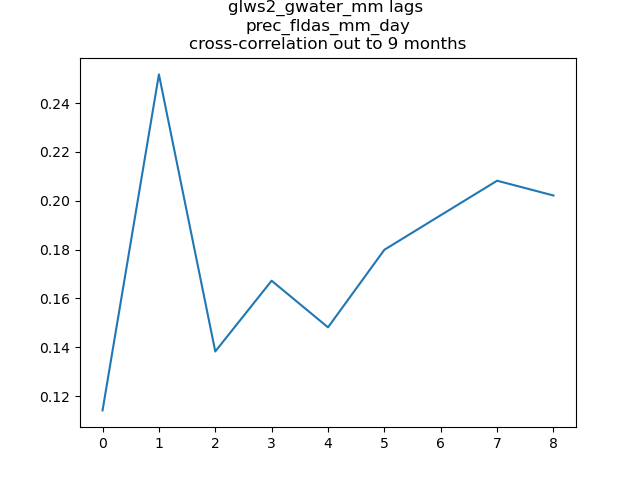 glws2_gwater_mm lags
prec_fldas_mm_day
cross-correlation out to 9 months
0.24
0.22
0.20
0.18
0.16
0.14
0.12
0 1 2 3 4 5 6 7 8